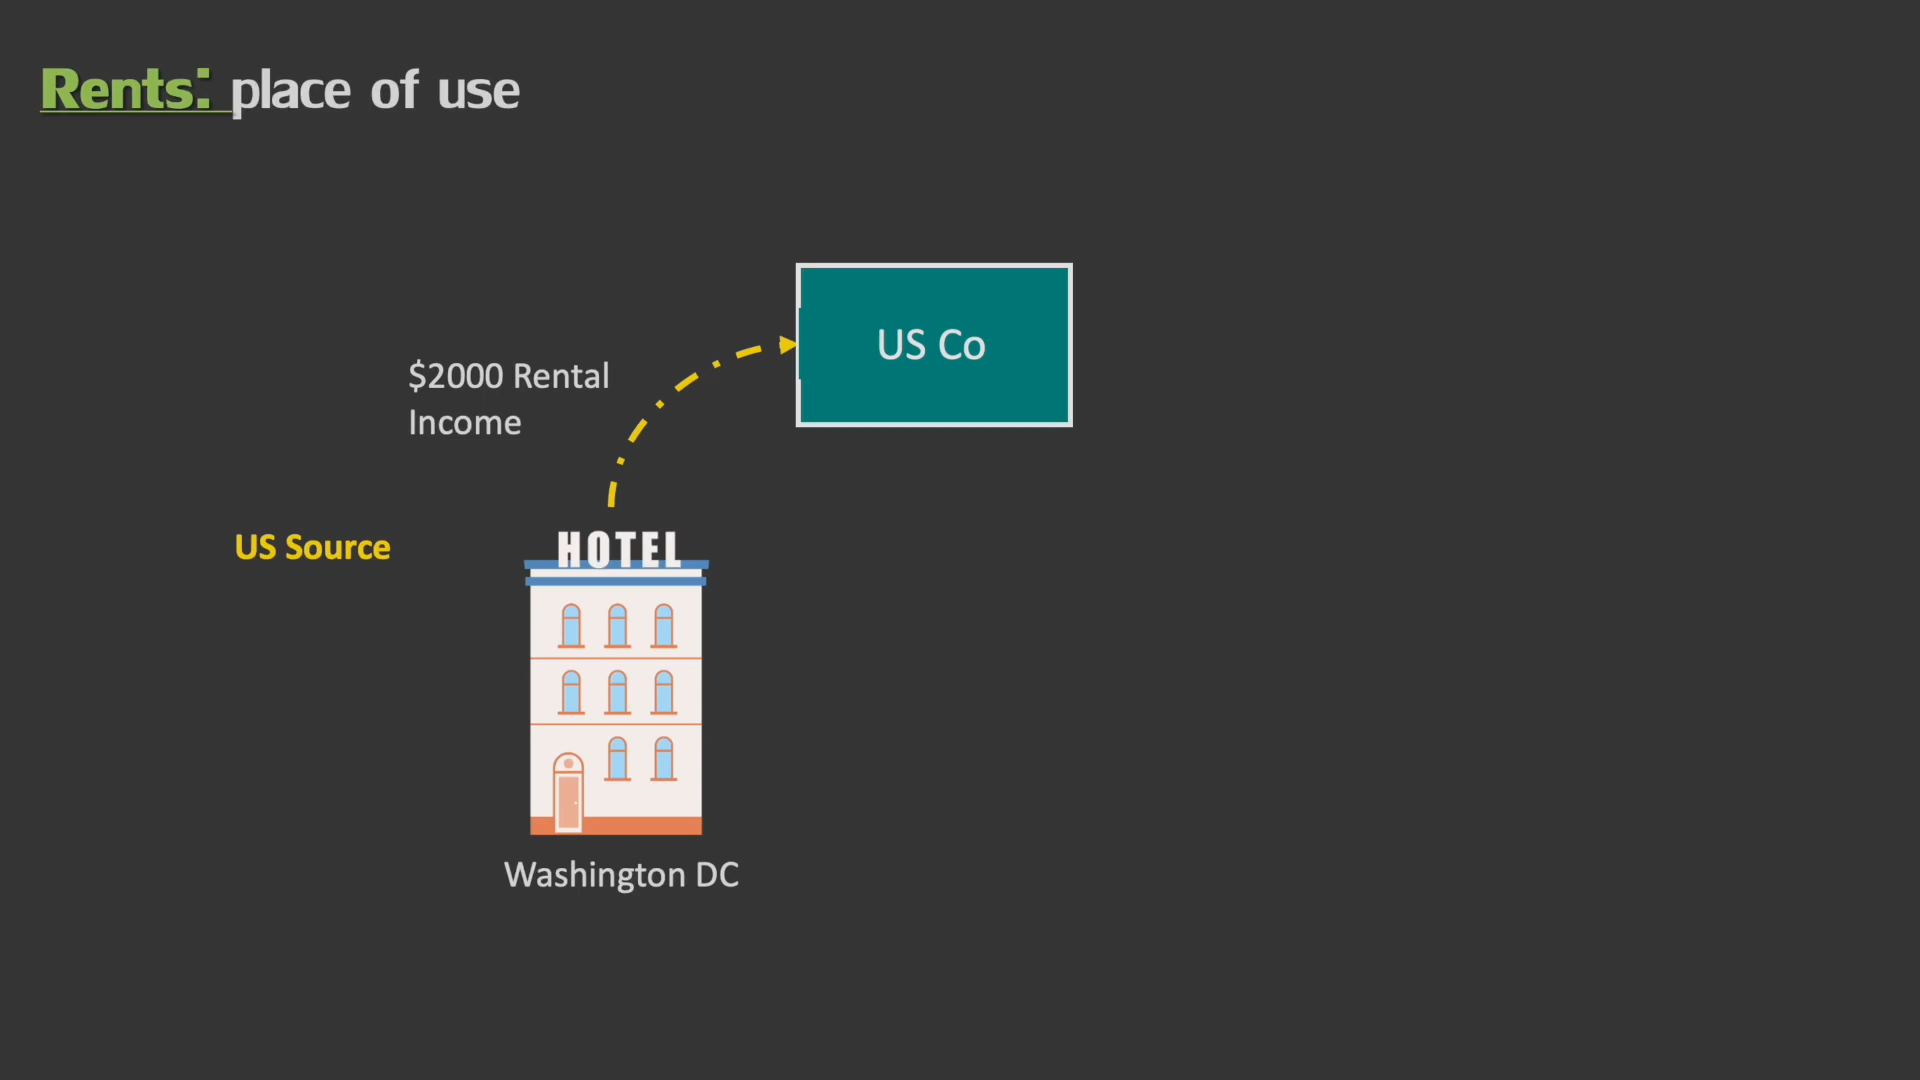 Rents: place of use
US Co
$2000 Rental
Income
US Source
HOTEL
Washington DC